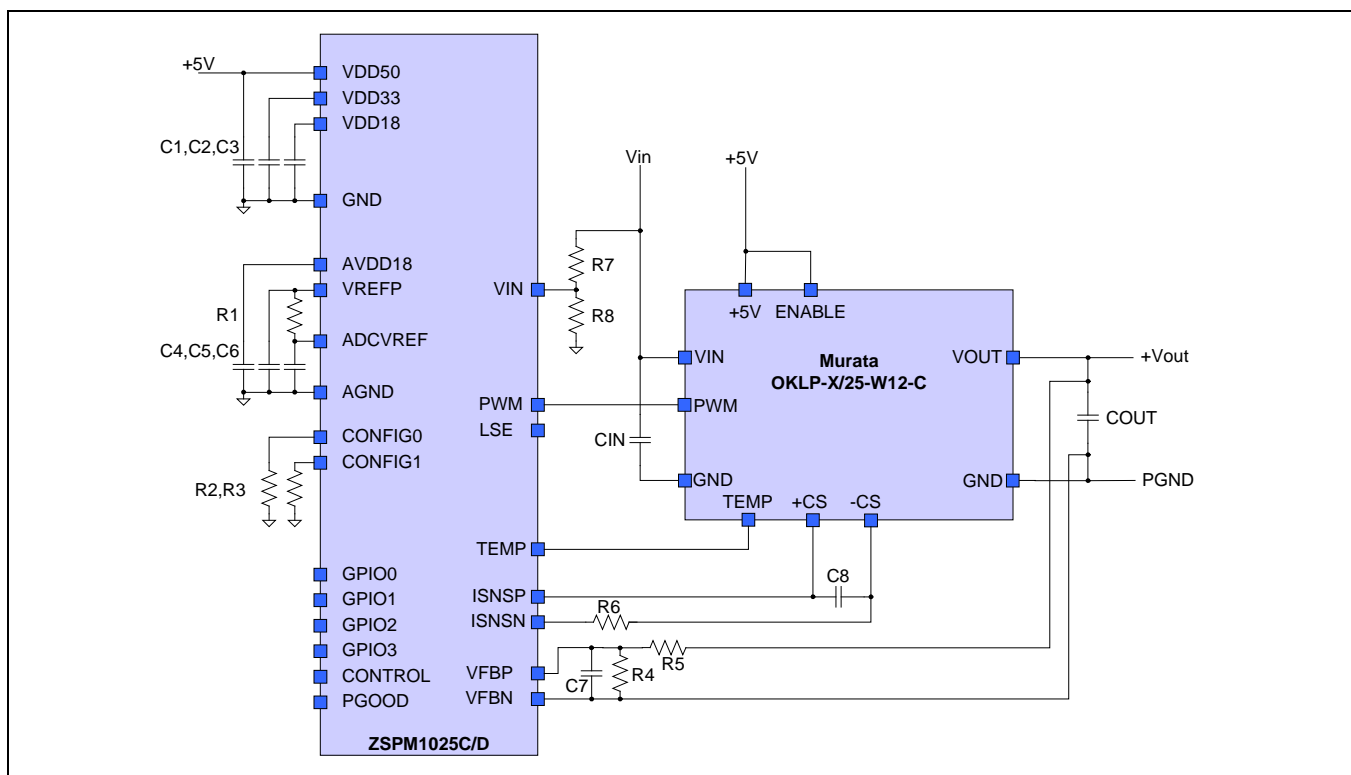 +5V
VDD50
VDD33
VDD18
C1,C2,C3
GND
AVDD18
VREFP
R1
ADCVREF
C4,C5,C6
AGND
CONFIG0
CONFIG1
R2,R3
GPIO0
GPIO1
GPIO2
GPIO3
CONTROL
PGOOD
VIN
PWM
LSE
TEMP
ISNSP
ISNSN
VFBP
VFBN
ZSPM1025C/D
Vin
+5V
R7
R8
CIN
+5V
ENABLE
VIN
Murata
OKLP-X/25-W12-C
VOUT
PWM
GND
GND
TEMP
+CS
-CS
+Vout
COUT
PGND
C8
R6
R5
C7
R4